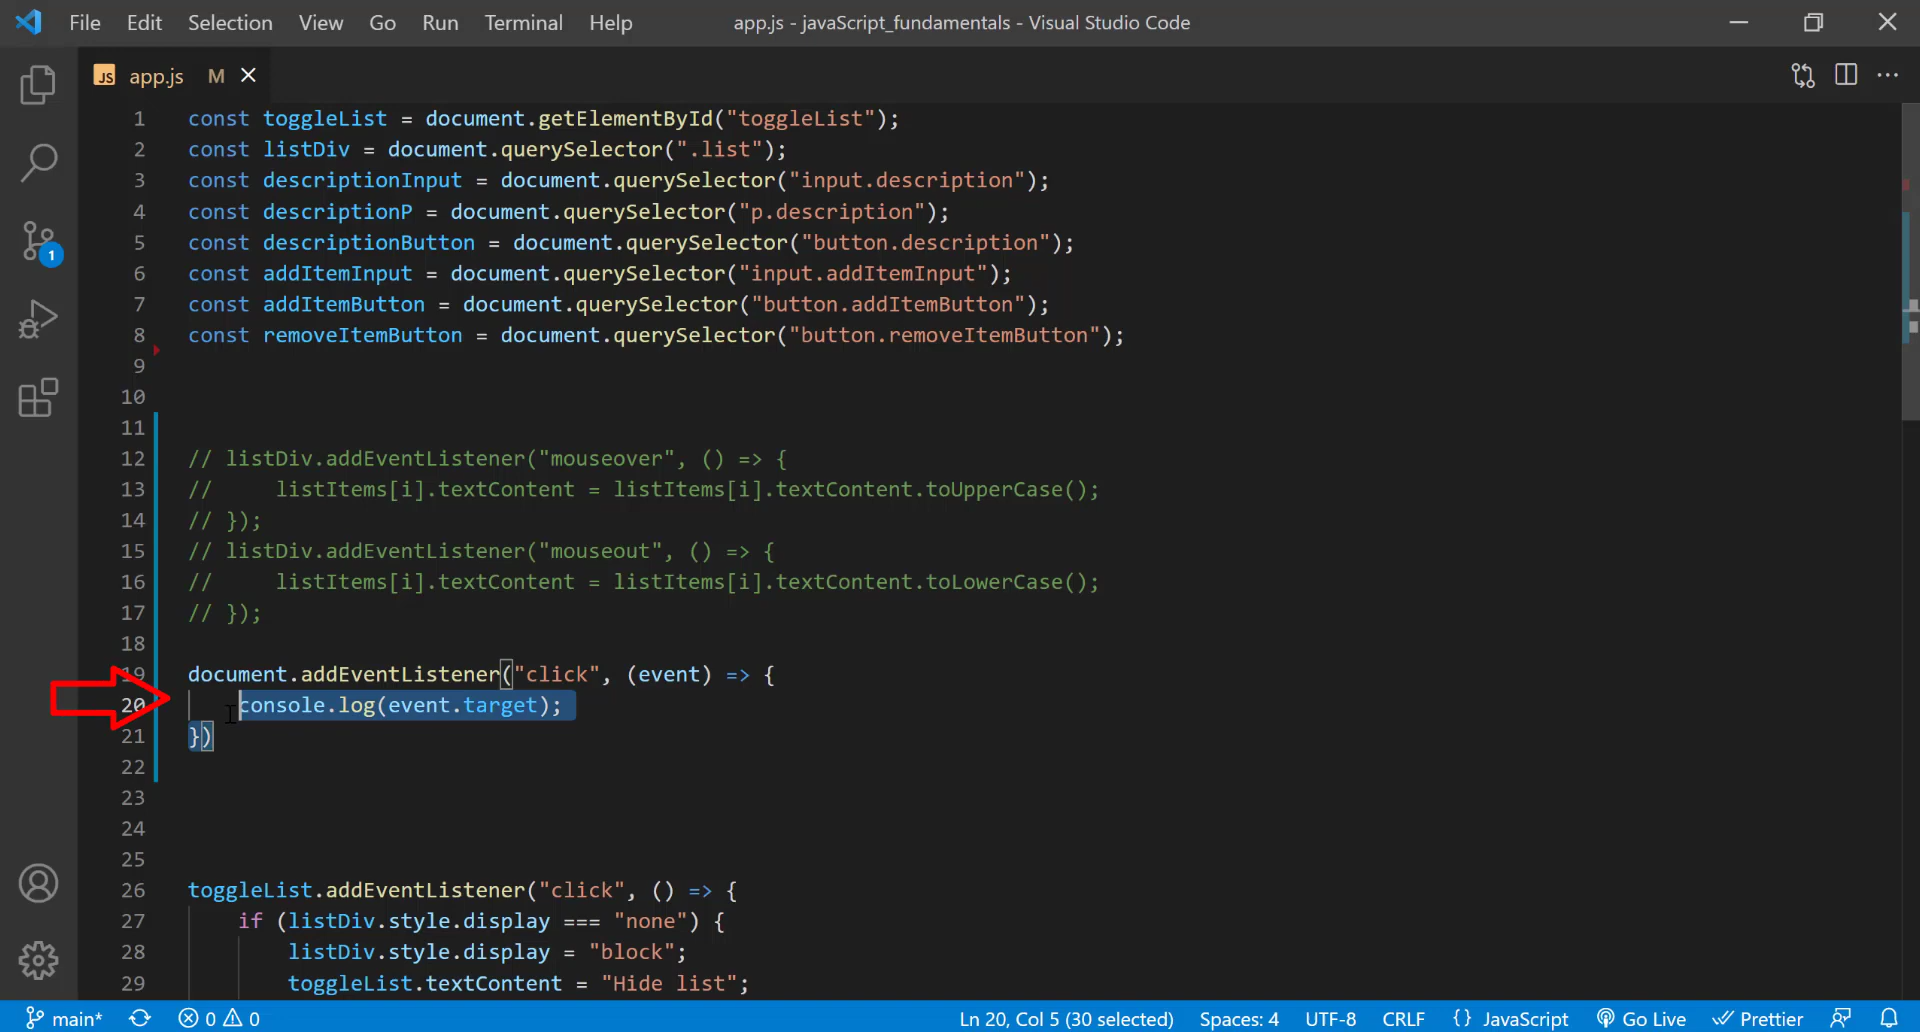 File Edit Selection View Go Run Terminal Help app.js - javaScript_fundamentals - Visual Studio Code
JS app.js M
1 const toggleList = document.getElementById("toggleList");
2 const listDiv = document.querySelector(".list");
3 const descriptionInput = document.querySelector("input.description");
4 const descriptionP = document.querySelector("p.description");
5 const descriptionButton = document.querySelector("button.description");
6 const addItemInput = document.querySelector("input.addItemInput");
7 const addItemButton = document.querySelector("button.addItemButton");
8 const removeItemButton = document.querySelector("button.removeItemButton");
9
10
11
12 // listDiv.addEventListener("mouseover", () => {
13 //     listItems[i].textContent = listItems[i].textContent.toUpperCase();
14 // });
15 // listDiv.addEventListener("mouseout", () => {
16 //     listItems[i].textContent = listItems[i].textContent.toLowerCase();
17 // });
18
19 document.addEventListener("click", (event) => {
20     console.log(event.target);
21 })
22
23
24
25
26 toggleList.addEventListener("click", () => {
27     if (listDiv.style.display === "none") {
28         listDiv.style.display = "block";
29         toggleList.textContent = "Hide list";
1
main* 0 0 Ln 20, Col 5 (30 selected) Spaces: 4 UTF-8 CRLF {} JavaScript Go Live Prettier